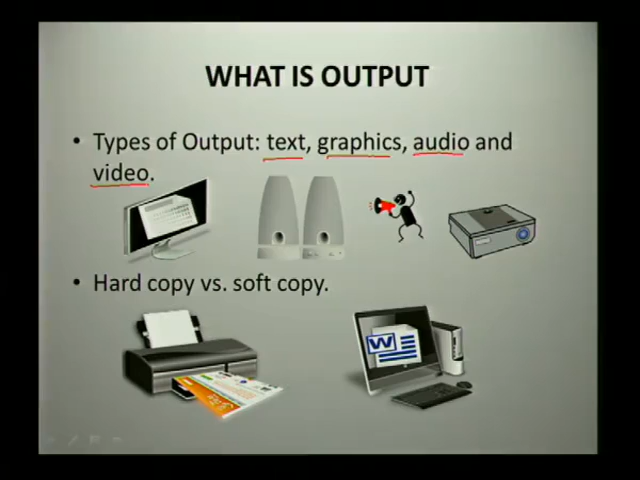 WHAT IS OUTPUT
• Types of Output: text, graphics, audio and
video.
• Hard copy vs. soft copy.
W